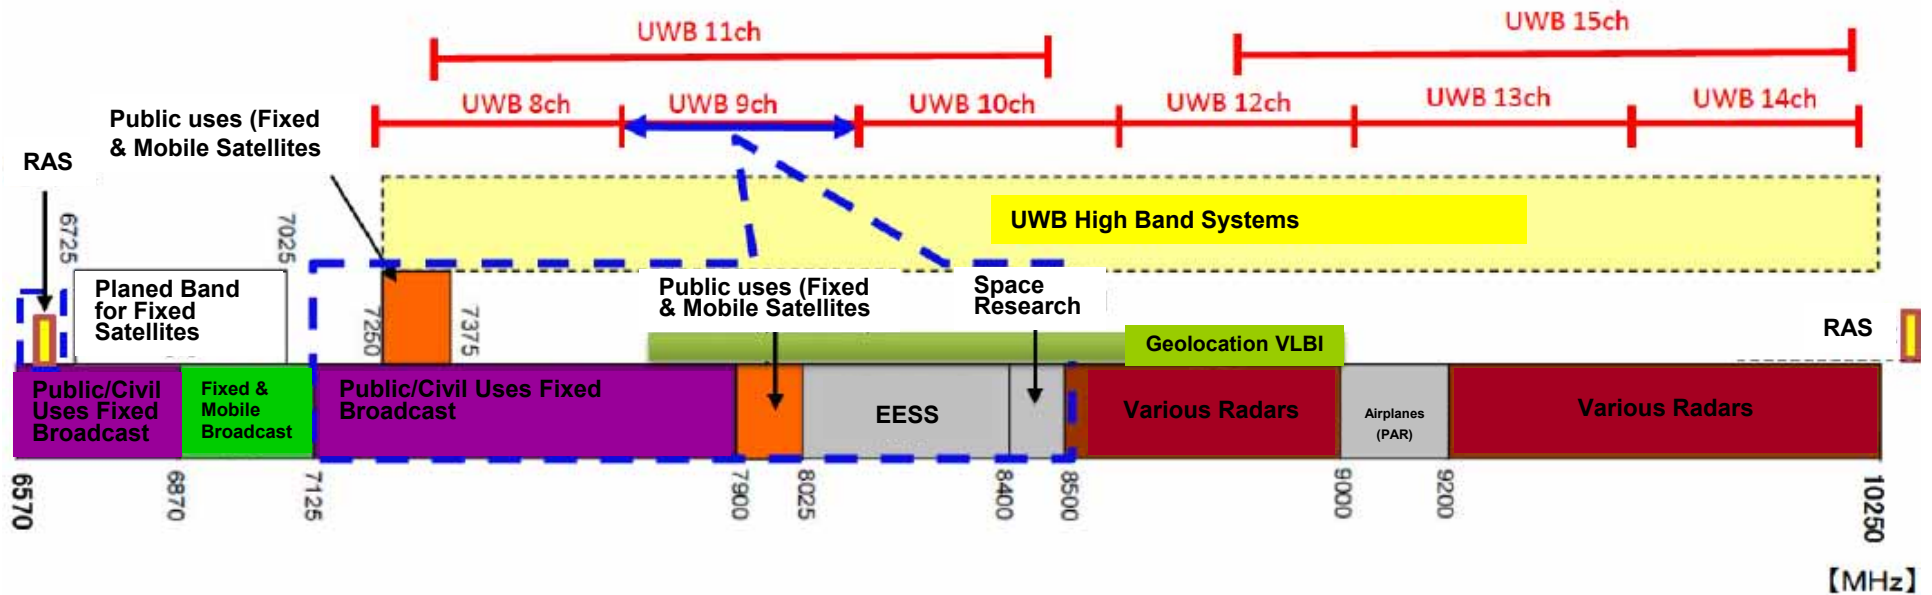 UWB 11ch
UWB 15ch
UWB 8ch
UWB 9ch
UWB 10ch
UWB 12ch
UWB 13ch
UWB 14ch
Public uses (Fixed
& Mobile Satellites
RAS
6725
7025
UWB High Band Systems
Planed Band
for Fixed
Satellites
7250
7375
Public uses (Fixed
& Mobile Satellites
Space
Research
Geolocation VLBI
RAS
Public/Civil
Uses Fixed
Broadcast
Fixed &
Mobile
Broadcast
Public/Civil Uses Fixed
Broadcast
EESS
Various Radars
Airplanes
(PAR)
Various Radars
6570
6870
7125
7900
8025
8400
8500
9000
9200
10250
【MHz】